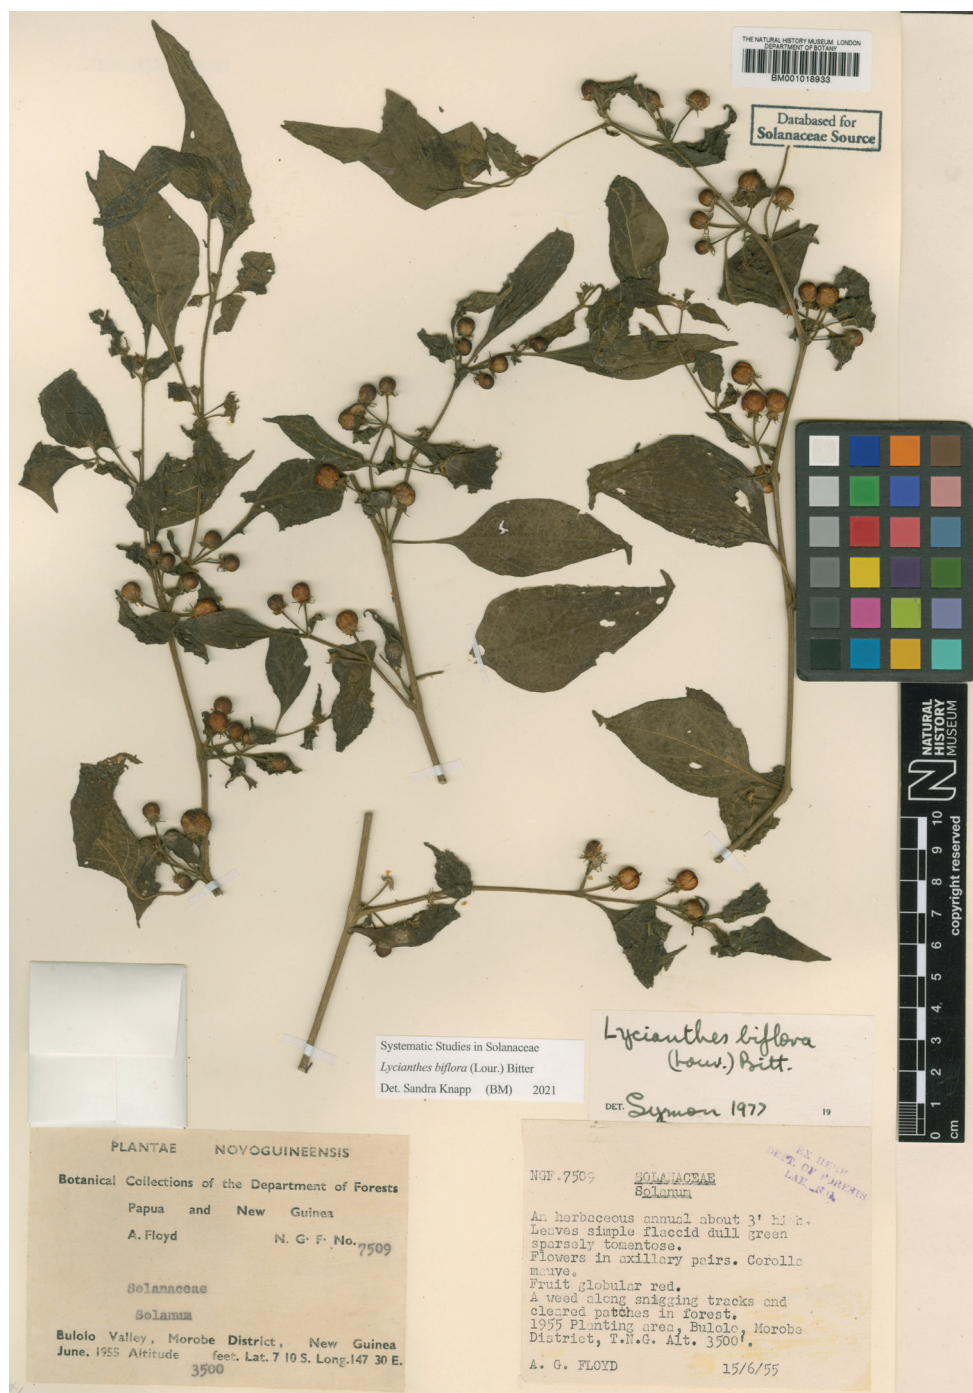 THE NATURAL HISTORY MUSEUM, LONDON
DEPARTMENT OF BOTANY
BM001018933
Databased for
Solanaceae Source
NATURAL
HISTORY
MUSEUM
copyright reserved
10
9
8
7
6
5
4
3
2
1
0
cm
Systematic Studies in Solanaceae
Lycianthes biflora (Lour.) Bitter
Det. Sandra Knapp (BM) 2021
Lycianthes biflora
(Lour.) Bitt.
DET. Symon 1977 19
PLANTAE NOVOGUINEENSIS
Botanical Collections of the Department of Forests
Papua and New Guinea
A. Floyd N. G. F. No. 7509
Solanaceae
Solanum
Bulolo Valley, Morobe District, New Guinea
June. 1955 Altitude feet. Lat. 7 10 S. Long. 147 30 E.
3500
EX HERB
DEPT. OF FORESTS
LAE N.G.
NGF.7509 SOLANACEAE
Solanum
An herbaceous annual about 3' high.
Leaves simple flaccid dull green
sparsely tomentose.
Flowers in axillary pairs. Corolla
mauve.
Fruit globular red.
A weed along snigging tracks and
cleared patches in forest.
1955 Planting area, Bulolo, Morobe
District, T.N.G. Alt. 3500'.
A. G. FLOYD 15/6/55